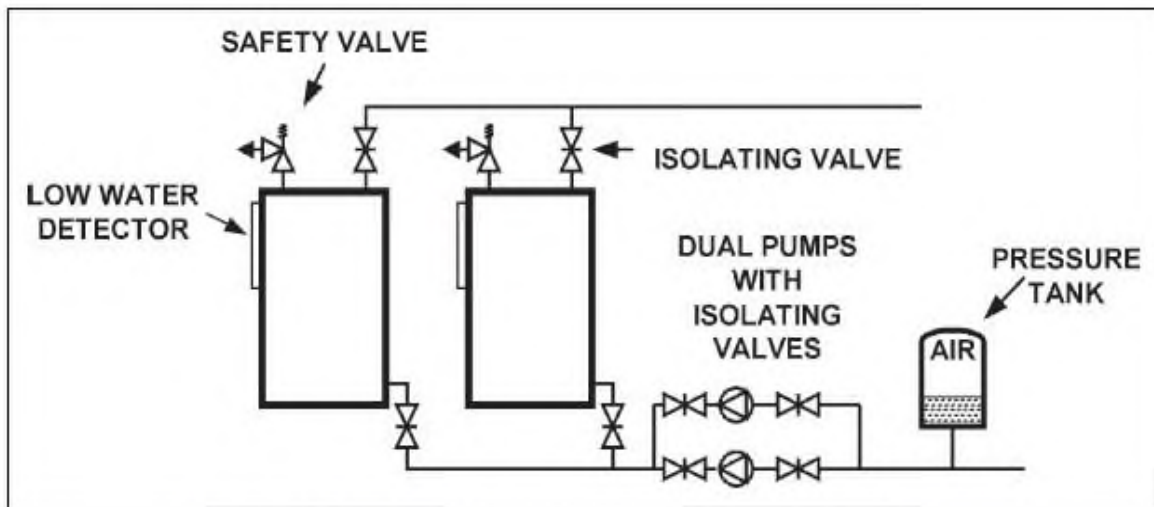 SAFETY VALVE
ISOLATING VALVE
LOW WATER
DETECTOR
DUAL PUMPS
WITH
ISOLATING
VALVES
PRESSURE
TANK
AIR